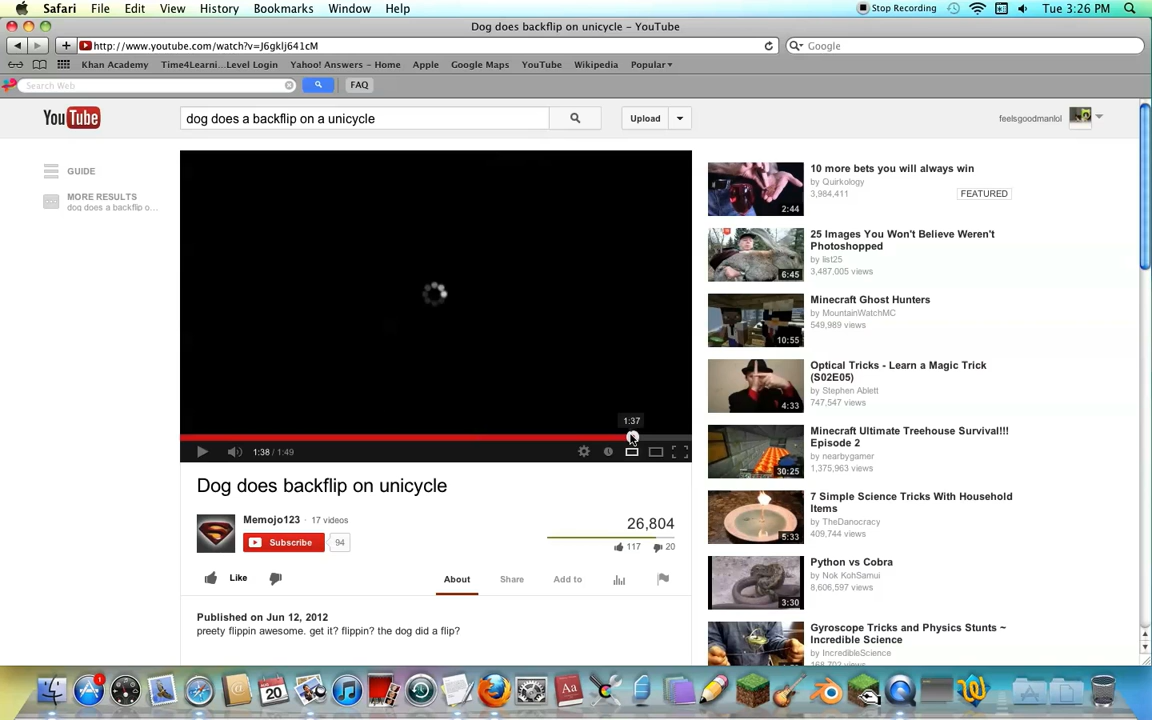 Safari File Edit View History Bookmarks Window Help Stop Recording Tue 3:26 PM
Dog does backflip on unicycle – YouTube
http://www.youtube.com/watch?v=J6gklj641cM Google
Khan Academy Time4Learni...Level Login Yahoo! Answers – Home Apple Google Maps YouTube Wikipedia Popular
Search Web FAQ
YouTube dog does a backflip on a unicycle Upload feelsgoodmanlol
GUIDE
MORE RESULTS
dog does a backflip o...
1:37
1:38 / 1:49
Dog does backflip on unicycle
Memojo123 · 17 videos
Subscribe 94
26,804
117 20
Like About Share Add to
Published on Jun 12, 2012
preety flippin awesome. get it? flippin? the dog did a flip?
10 more bets you will always win
by Quirkology
3,984,411 FEATURED
2:44
25 Images You Won't Believe Weren't
Photoshopped
by list25
3,487,005 views
6:45
Minecraft Ghost Hunters
by MountainWatchMC
549,989 views
10:55
Optical Tricks - Learn a Magic Trick
(S02E05)
by Stephen Ablett
747,547 views
4:33
Minecraft Ultimate Treehouse Survival!!!
Episode 2
by nearbygamer
1,375,963 views
30:25
7 Simple Science Tricks With Household
Items
by TheDanocracy
409,744 views
5:33
Python vs Cobra
by Nok KohSamui
8,606,597 views
3:30
Gyroscope Tricks and Physics Stunts ~
Incredible Science
by IncredibleScience
168,702 views
1
20
Aa